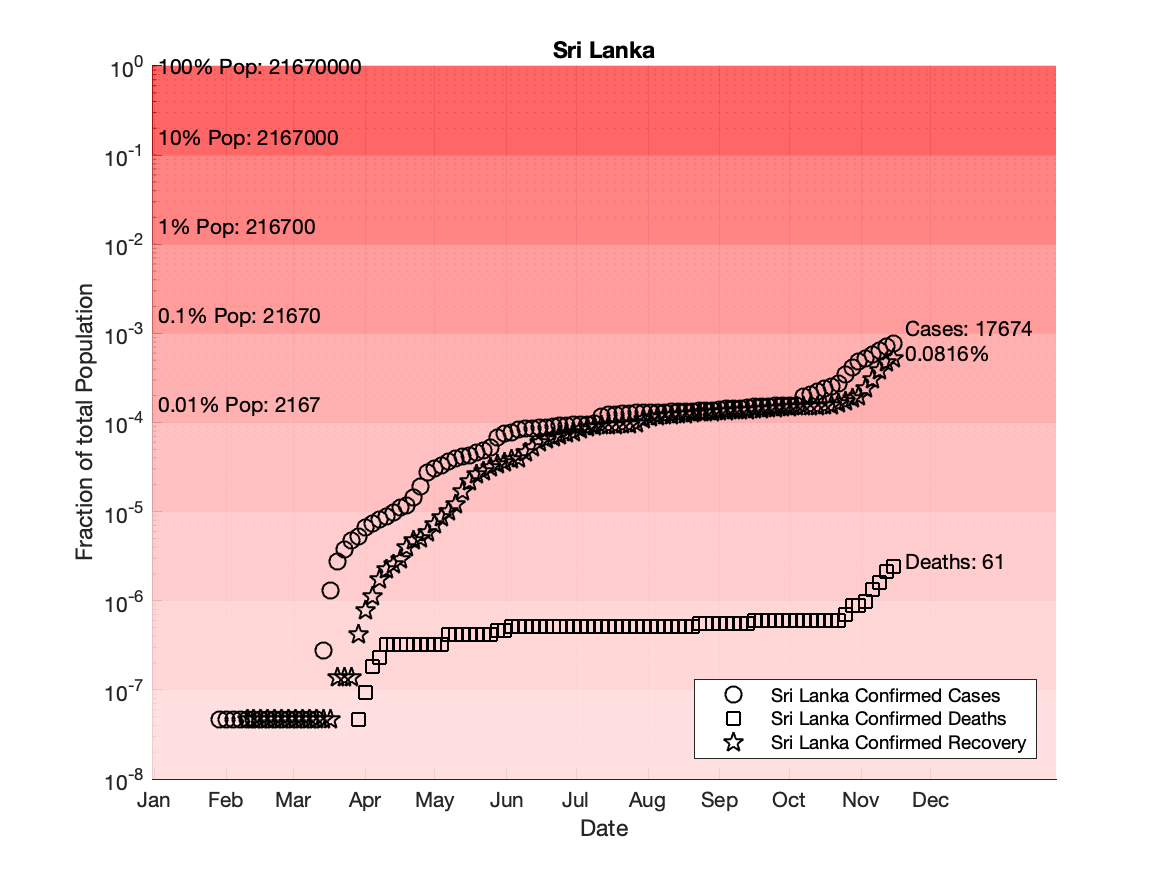 Sri Lanka
10^0
100% Pop: 21670000
10% Pop: 2167000
10^-1
1% Pop: 216700
10^-2
0.1% Pop: 21670
10^-3
Cases: 17674
0.0816%
0.01% Pop: 2167
10^-4
10^-5
Deaths: 61
10^-6
10^-7
10^-8
Fraction of total Population
Sri Lanka Confirmed Cases
Sri Lanka Confirmed Deaths
Sri Lanka Confirmed Recovery
Jan Feb Mar Apr May Jun Jul Aug Sep Oct Nov Dec
Date